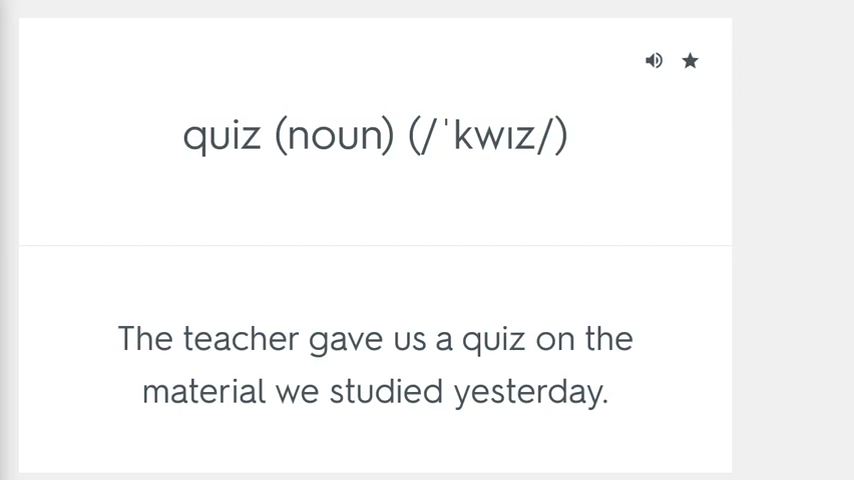 quiz (noun) (/ˈkwɪz/)
The teacher gave us a quiz on the
material we studied yesterday.